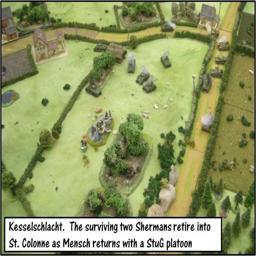 Kesselschlacht. The surviving two Shermans retire into
St. Colonne as Mensch returns with a StuG platoon